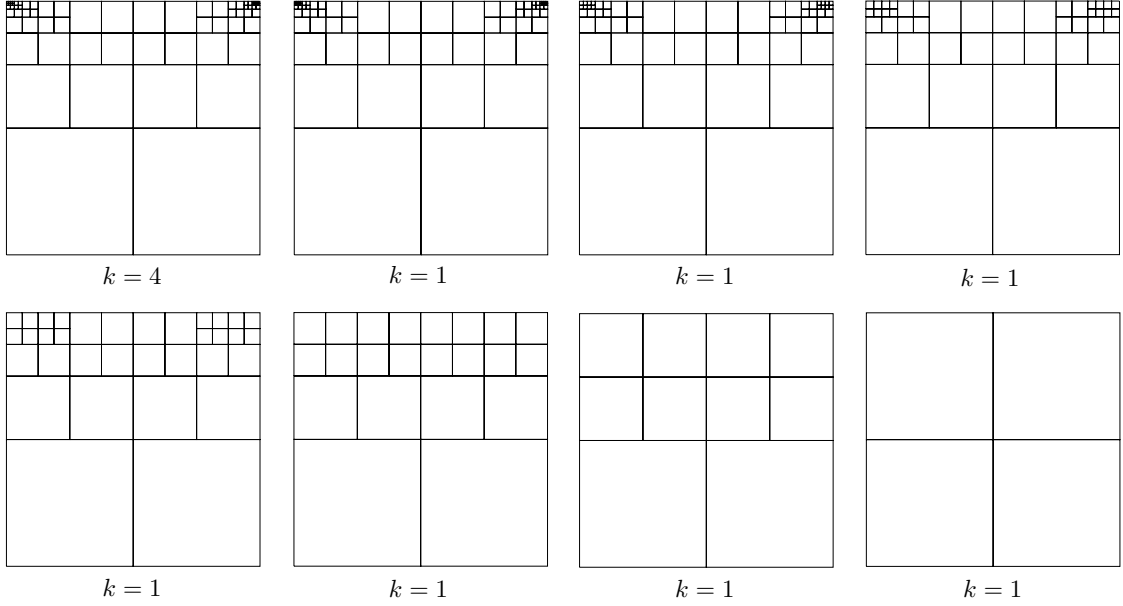 k = 4
k = 1
k = 1
k = 1
k = 1
k = 1
k = 1
k = 1